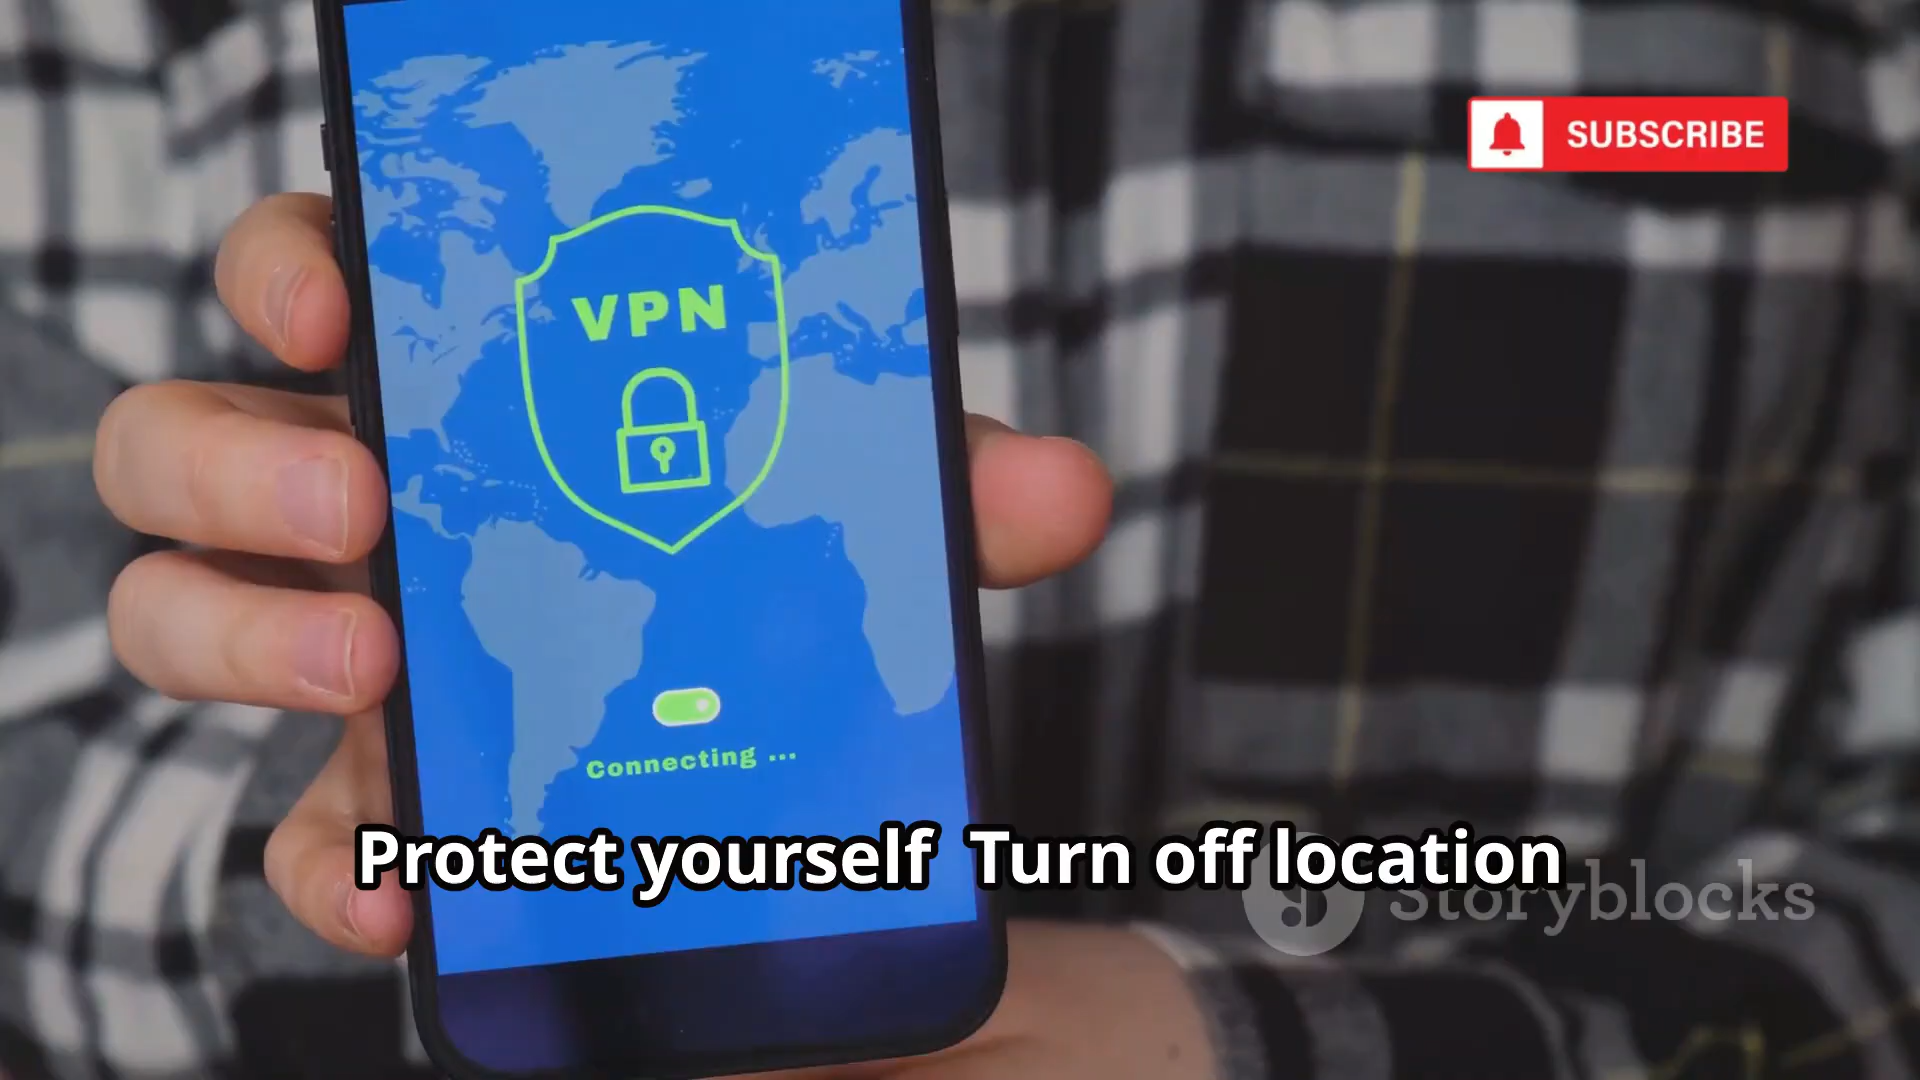 SUBSCRIBE
VPN
Connecting ...
Protect yourself Turn off location
Storyblocks